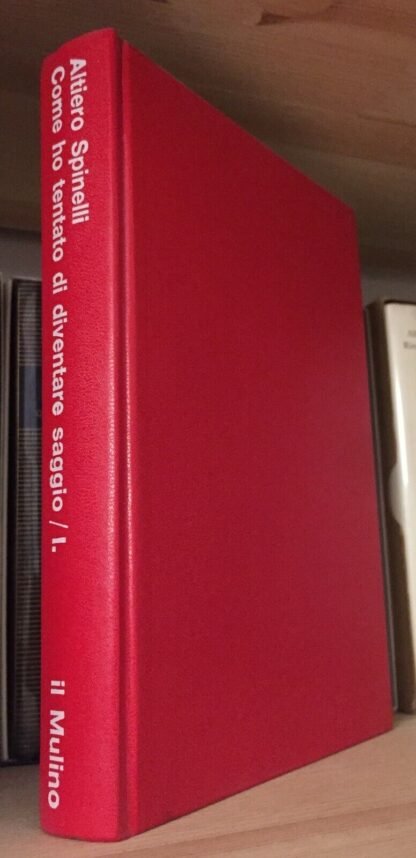 Altiero Spinelli
Come ho tentato di diventare saggio / I.
il Mulino